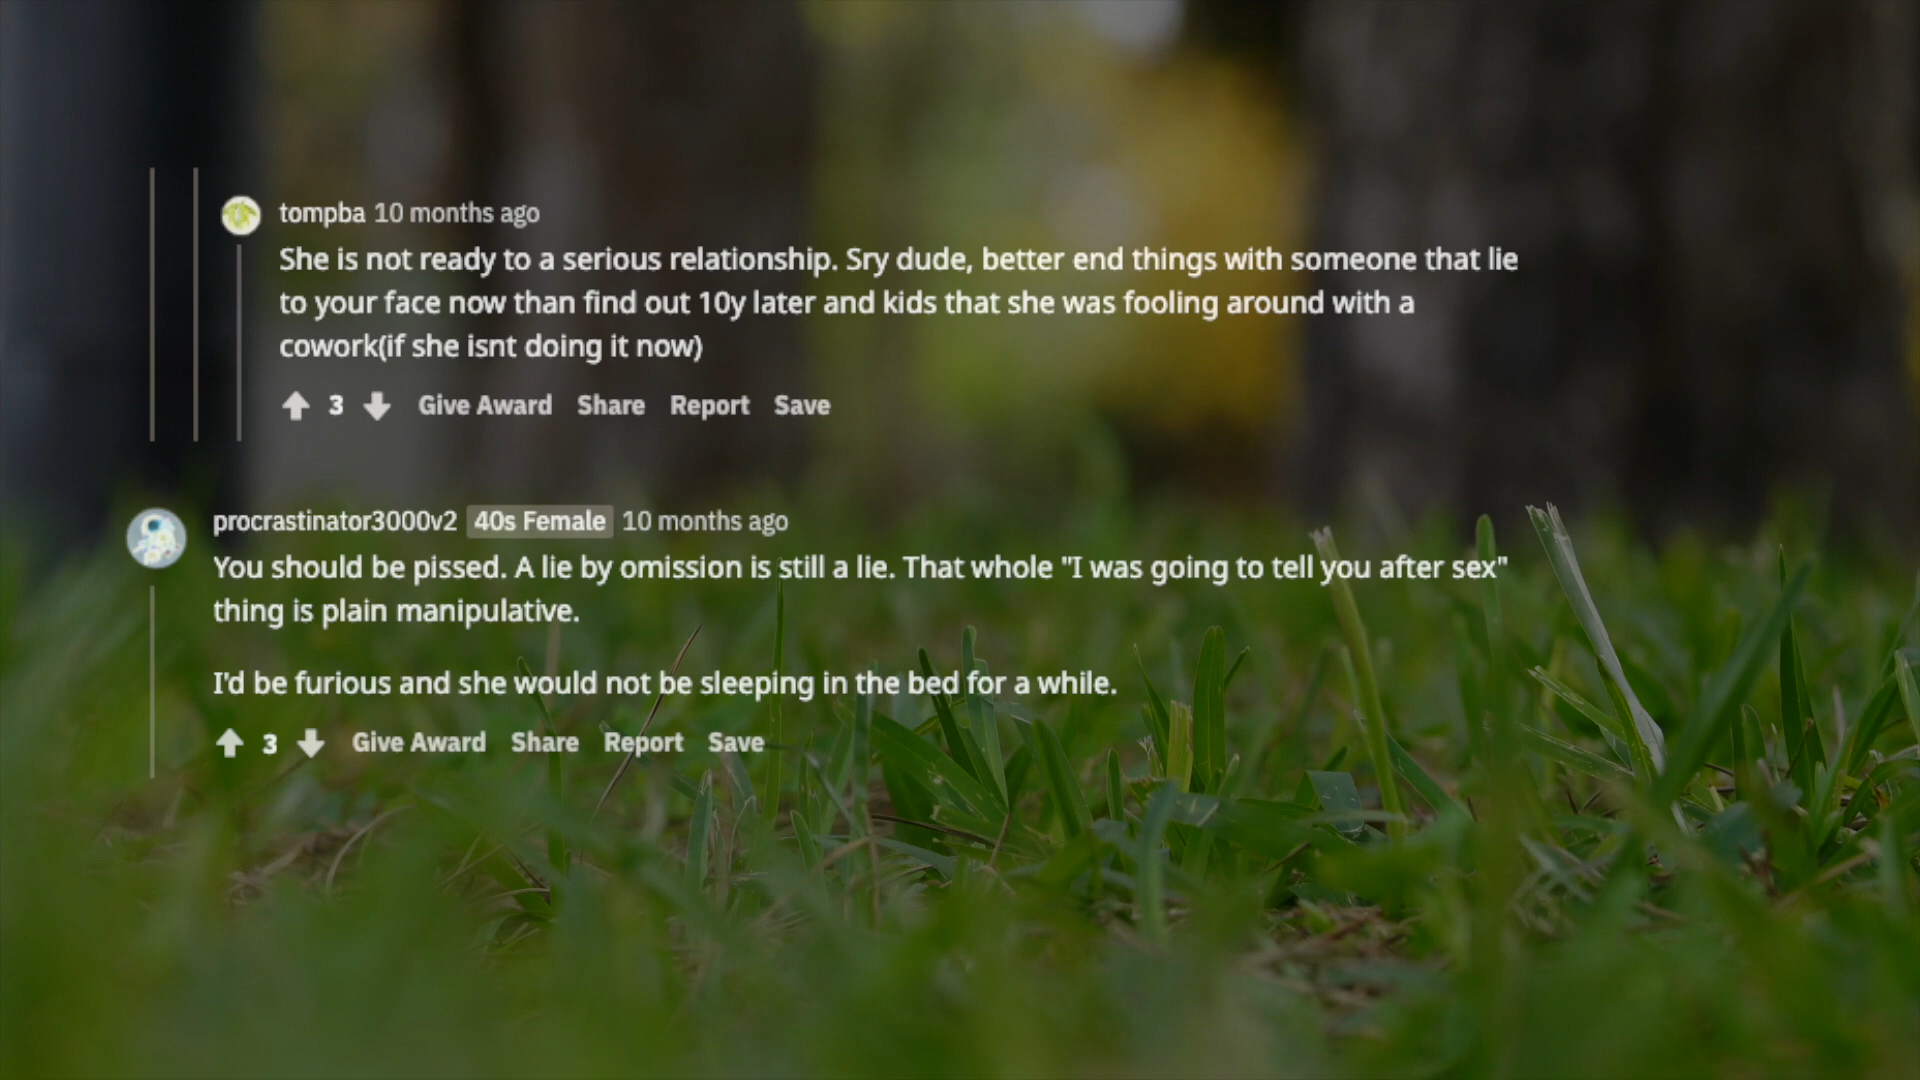 tompba 10 months ago
She is not ready to a serious relationship. Sry dude, better end things with someone that lie
to your face now than find out 10y later and kids that she was fooling around with a
cowork(if she isnt doing it now)
3 Give Award Share Report Save
procrastinator3000v2 40s Female 10 months ago
You should be pissed. A lie by omission is still a lie. That whole "I was going to tell you after sex"
thing is plain manipulative.
I'd be furious and she would not be sleeping in the bed for a while.
3 Give Award Share Report Save